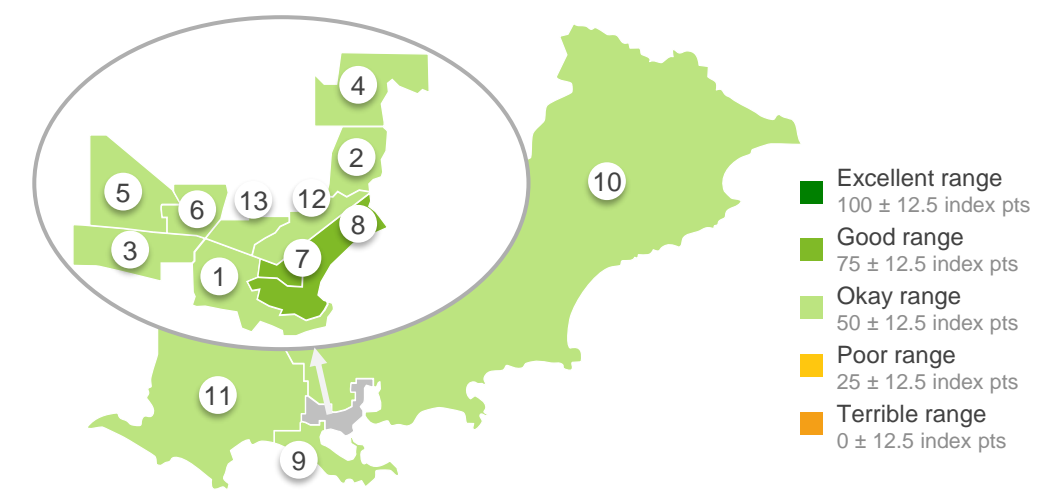 4
2
5
13
12
10
6
8
3
7
1
11
9
Excellent range
100 ± 12.5 index pts
Good range
75 ± 12.5 index pts
Okay range
50 ± 12.5 index pts
Poor range
25 ± 12.5 index pts
Terrible range
0 ± 12.5 index pts